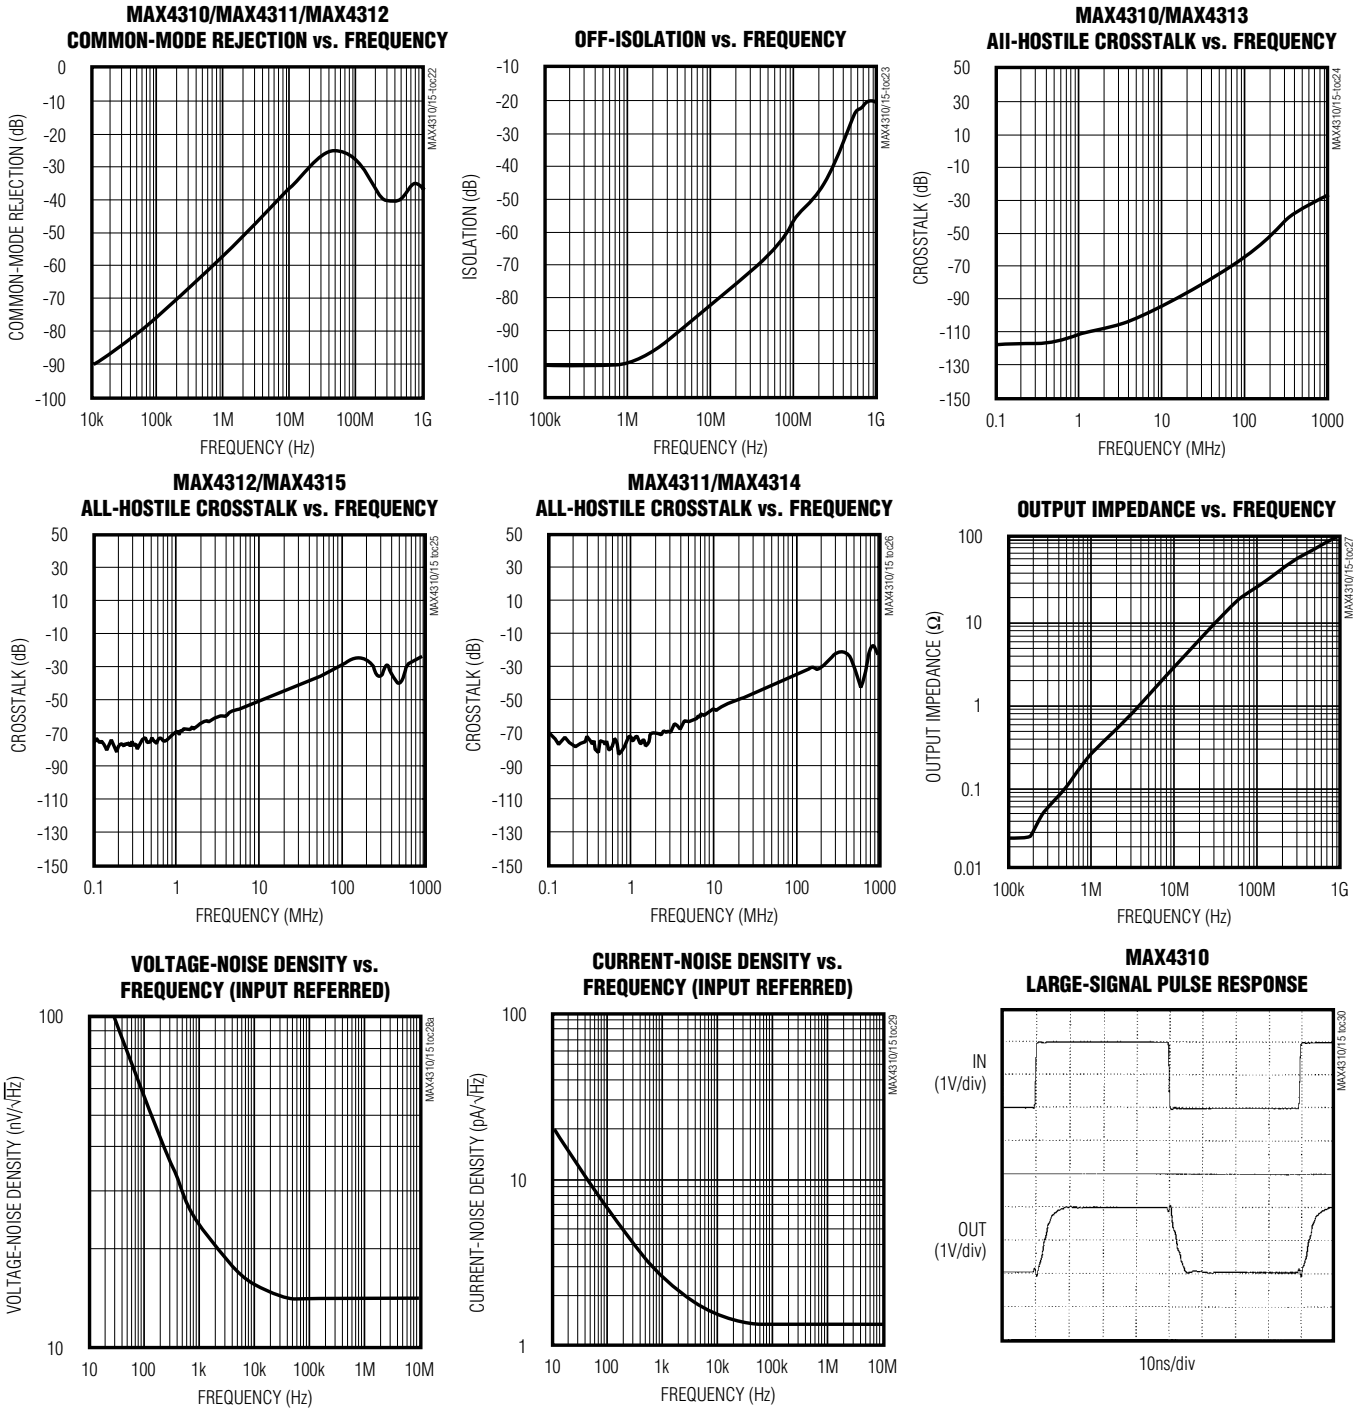 MAX4310/MAX4311/MAX4312
COMMON-MODE REJECTION vs. FREQUENCY
COMMON-MODE REJECTION (dB)
0
-10
-20
-30
-40
-50
-60
-70
-80
-90
-100
10k 100k 1M 10M 100M 1G
FREQUENCY (Hz)
MAX4310/15-toc22
OFF-ISOLATION vs. FREQUENCY
ISOLATION (dB)
-10
-20
-30
-40
-50
-60
-70
-80
-90
-100
-110
100k 1M 10M 100M 1G
FREQUENCY (Hz)
MAX4310/15-toc23
MAX4310/MAX4313
All-HOSTILE CROSSTALK vs. FREQUENCY
CROSSTALK (dB)
50
30
10
-10
-30
-50
-70
-90
-110
-130
-150
0.1 1 10 100 1000
FREQUENCY (MHz)
MAX4310/15-toc24
MAX4312/MAX4315
ALL-HOSTILE CROSSTALK vs. FREQUENCY
CROSSTALK (dB)
50
30
10
-10
-30
-50
-70
-90
-110
-130
-150
0.1 1 10 100 1000
FREQUENCY (MHz)
MAX4310/15 toc25
MAX4311/MAX4314
ALL-HOSTILE CROSSTALK vs. FREQUENCY
CROSSTALK (dB)
50
30
10
-10
-30
-50
-70
-90
-110
-130
-150
0.1 1 10 100 1000
FREQUENCY (MHz)
MAX4310/15 toc26
OUTPUT IMPEDANCE vs. FREQUENCY
OUTPUT IMPEDANCE (Ω)
100
10
1
0.1
0.01
100k 1M 10M 100M 1G
FREQUENCY (Hz)
MAX4310/15-toc27
VOLTAGE-NOISE DENSITY vs.
FREQUENCY (INPUT REFERRED)
VOLTAGE-NOISE DENSITY (nV/√Hz)
100
10
10 100 1k 10k 100k 1M 10M
FREQUENCY (Hz)
MAX4310/15 toc28a
CURRENT-NOISE DENSITY vs.
FREQUENCY (INPUT REFERRED)
CURRENT-NOISE DENSITY (pA/√Hz)
100
10
1
10 100 1k 10k 100k 1M 10M
FREQUENCY (Hz)
MAX4310/15 toc29
MAX4310
LARGE-SIGNAL PULSE RESPONSE
IN
(1V/div)
OUT
(1V/div)
10ns/div
MAX4310/15 toc30